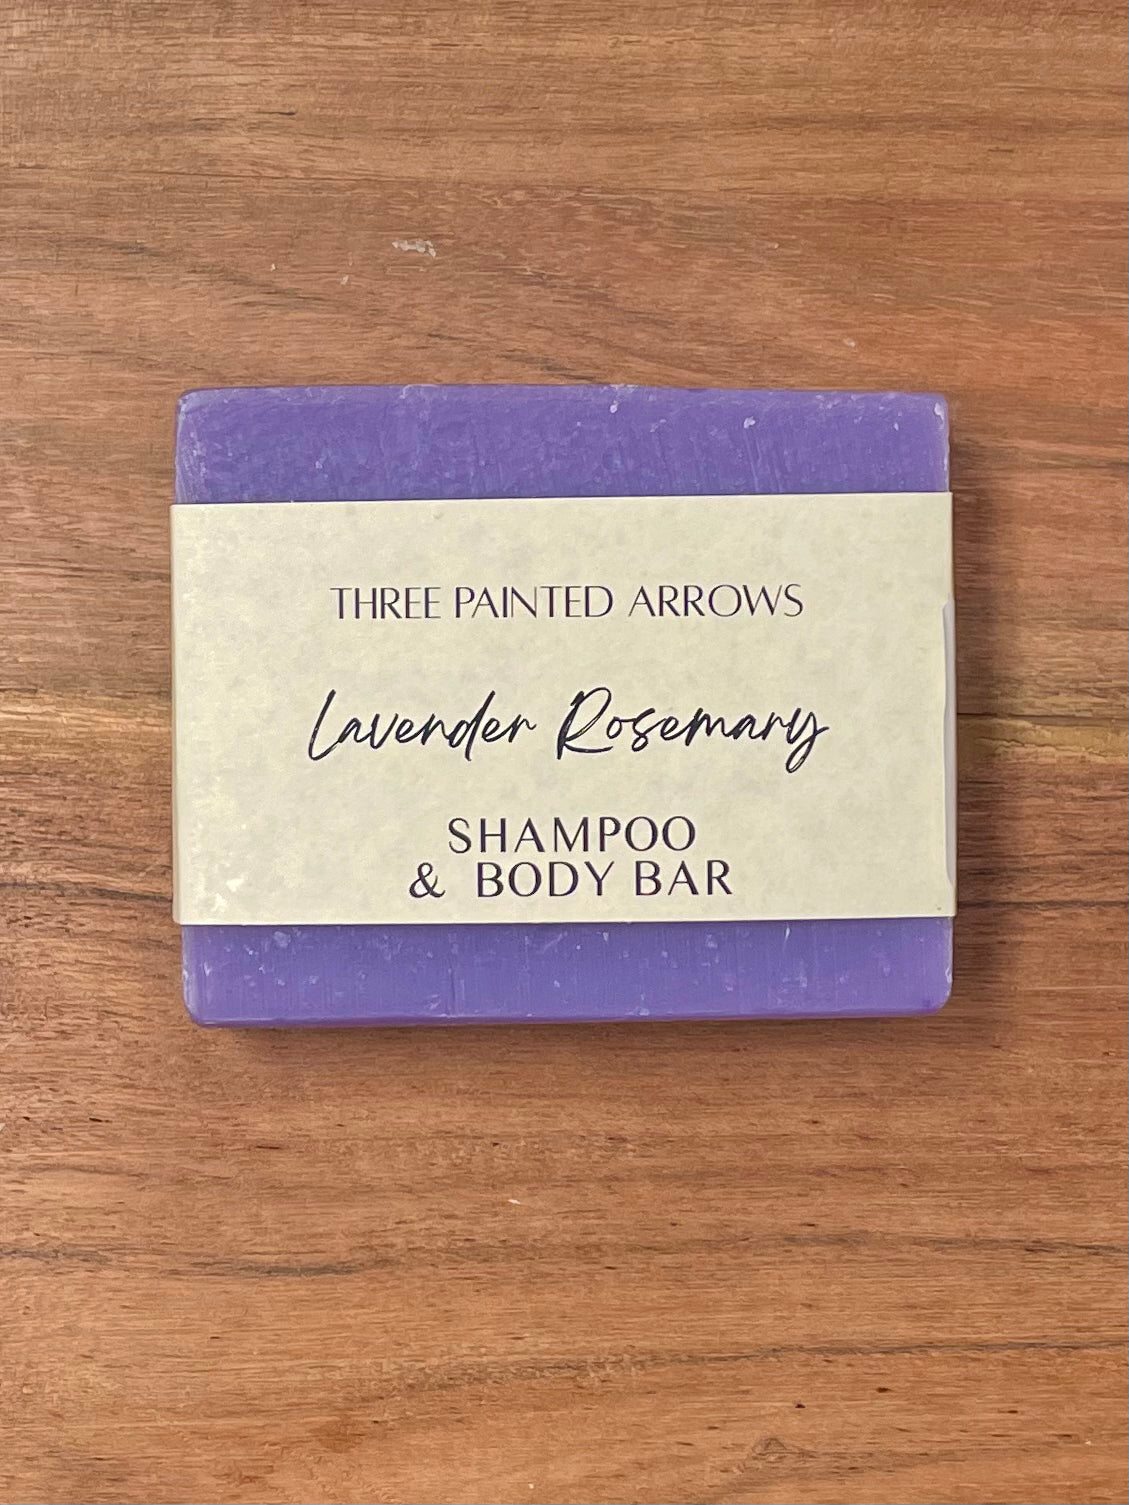 THREE PAINTED ARROWS
Lavender Rosemary
SHAMPOO
& BODY BAR